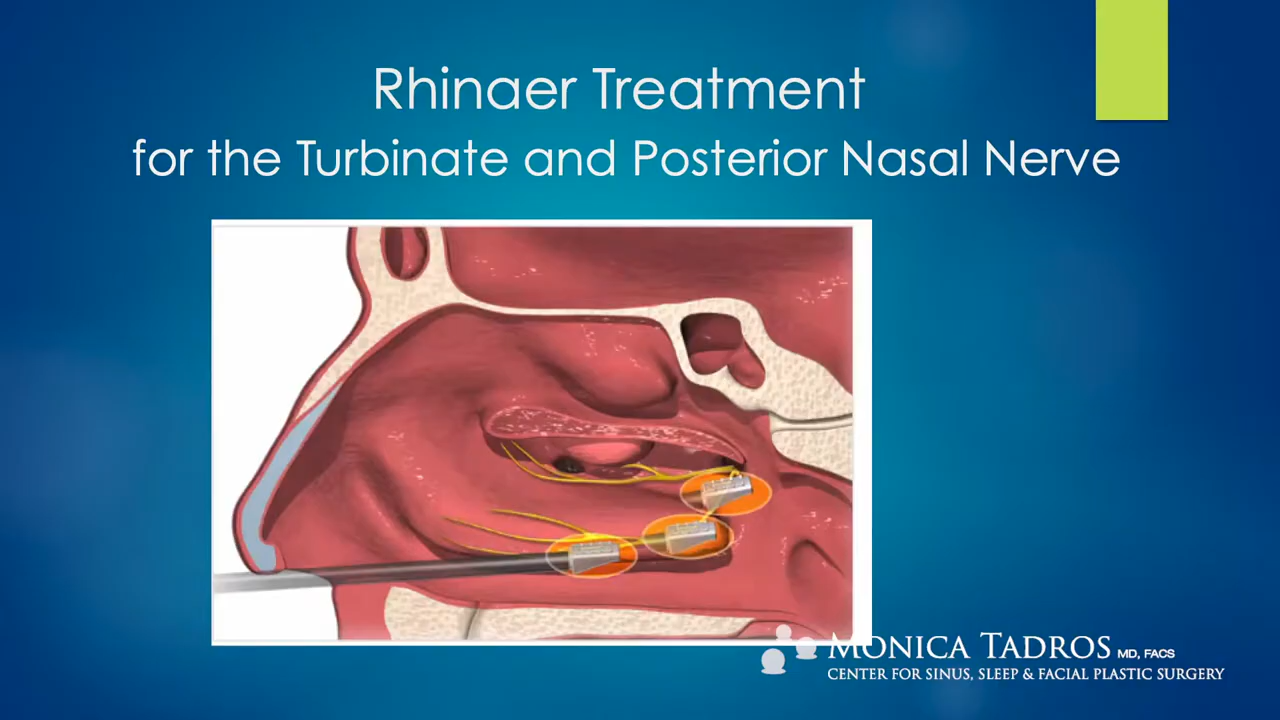 Rhinaer Treatment
for the Turbinate and Posterior Nasal Nerve
MONICA TADROS MD, FACS
CENTER FOR SINUS, SLEEP & FACIAL PLASTIC SURGERY